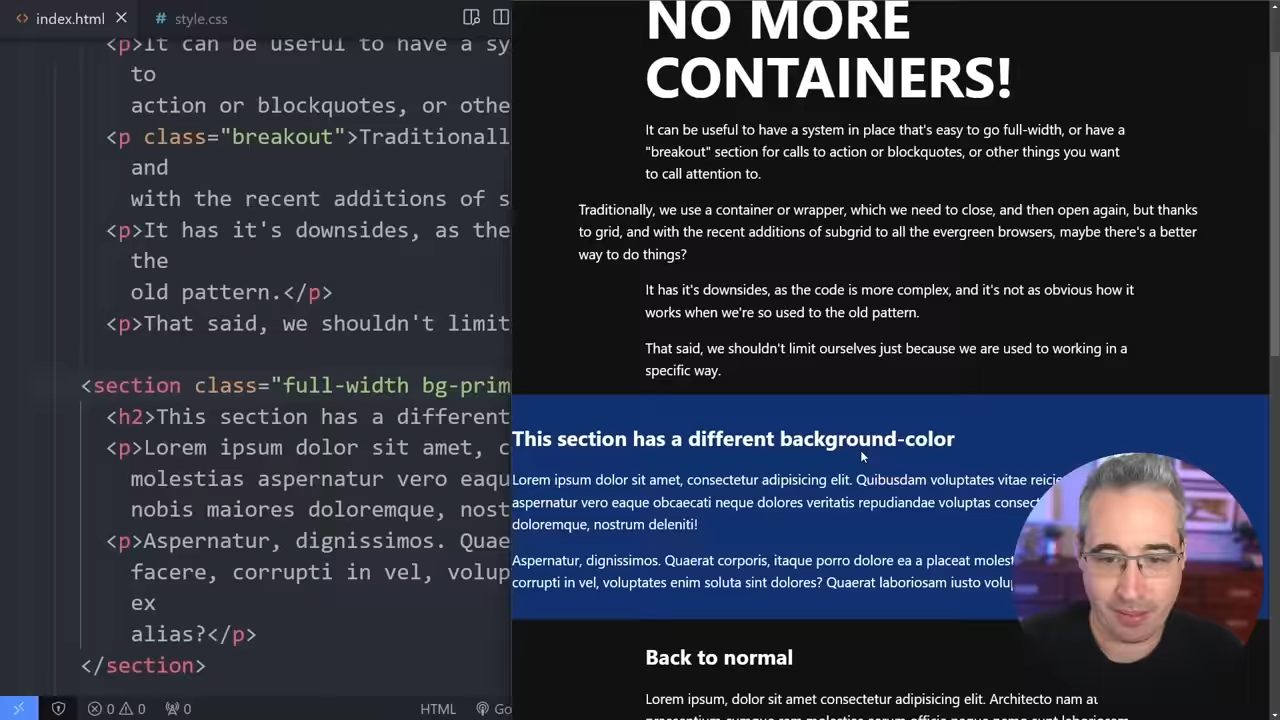 <> index.html ×
# style.css
<p>It can be useful to have a sy
to
action or blockquotes, or othe
<p class="breakout">Traditionall
and
with the recent additions of s
<p>It has it's downsides, as the
the
old pattern.</p>
<p>That said, we shouldn't limit
<section class="full-width bg-prim
<h2>This section has a different
<p>Lorem ipsum dolor sit amet, c
molestias aspernatur vero eaqu
nobis maiores doloremque, nost
<p>Aspernatur, dignissimos. Quae
facere, corrupti in vel, volup
ex
alias?</p>
</section>
0 0 0
HTML
Go
NO MORE
CONTAINERS!
It can be useful to have a system in place that's easy to go full-width, or have a
"breakout" section for calls to action or blockquotes, or other things you want
to call attention to.
Traditionally, we use a container or wrapper, which we need to close, and then open again, but thanks
to grid, and with the recent additions of subgrid to all the evergreen browsers, maybe there's a better
way to do things?
It has it's downsides, as the code is more complex, and it's not as obvious how it
works when we're so used to the old pattern.
That said, we shouldn't limit ourselves just because we are used to working in a
specific way.
This section has a different background-color
Lorem ipsum dolor sit amet, consectetur adipisicing elit. Quibusdam voluptates vitae reicie
aspernatur vero eaque obcaecati neque dolores veritatis repudiandae voluptas consect
doloremque, nostrum deleniti!
Aspernatur, dignissimos. Quaerat corporis, itaque porro dolore ea a placeat molest
corrupti in vel, voluptates enim soluta sint dolores? Quaerat laboriosam iusto volup
Back to normal
Lorem ipsum, dolor sit amet consectetur adipisicing elit. Architecto nam au